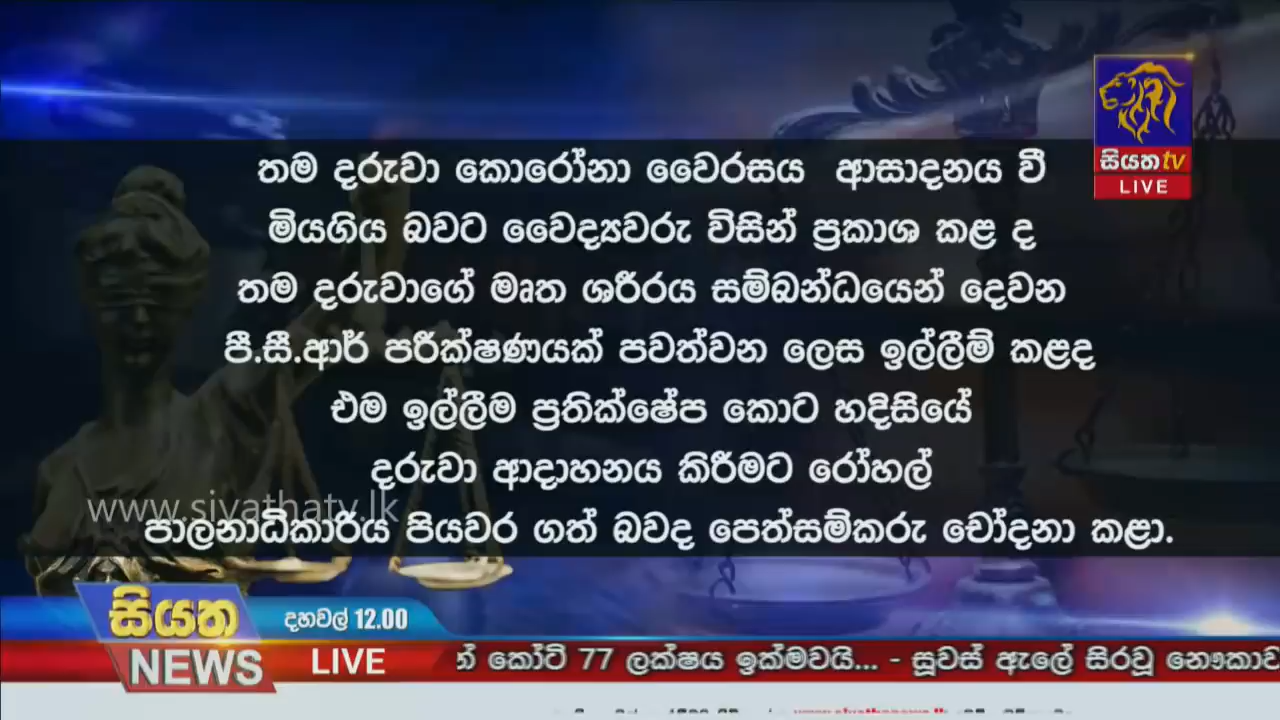 සියත tv
LIVE
තම දරුවා කොරෝනා වෛරසය ආසාදනය වී
මියගිය බවට වෛද්‍යවරු විසින් ප්‍රකාශ කළ ද
තම දරුවාගේ මෘත ශරීරය සම්බන්ධයෙන් දෙවන
පී.සී.ආර් පරීක්ෂණයක් පවත්වන ලෙස ඉල්ලීම් කළද
එම ඉල්ලීම ප්‍රතික්ෂේප කොට හදිසියේ
දරුවා ආදාහනය කිරීමට රෝහල්
www.siyathatv.lk
පාලනාධිකාරිය පියවර ගත් බවද පෙත්සම්කරු චෝදනා කළා.
සියත දහවල් 12.00
NEWS LIVE න් කෝටි 77 ලක්ෂය ඉක්මවයි... - සූවස් ඇලේ සිරවූ නෞකාව